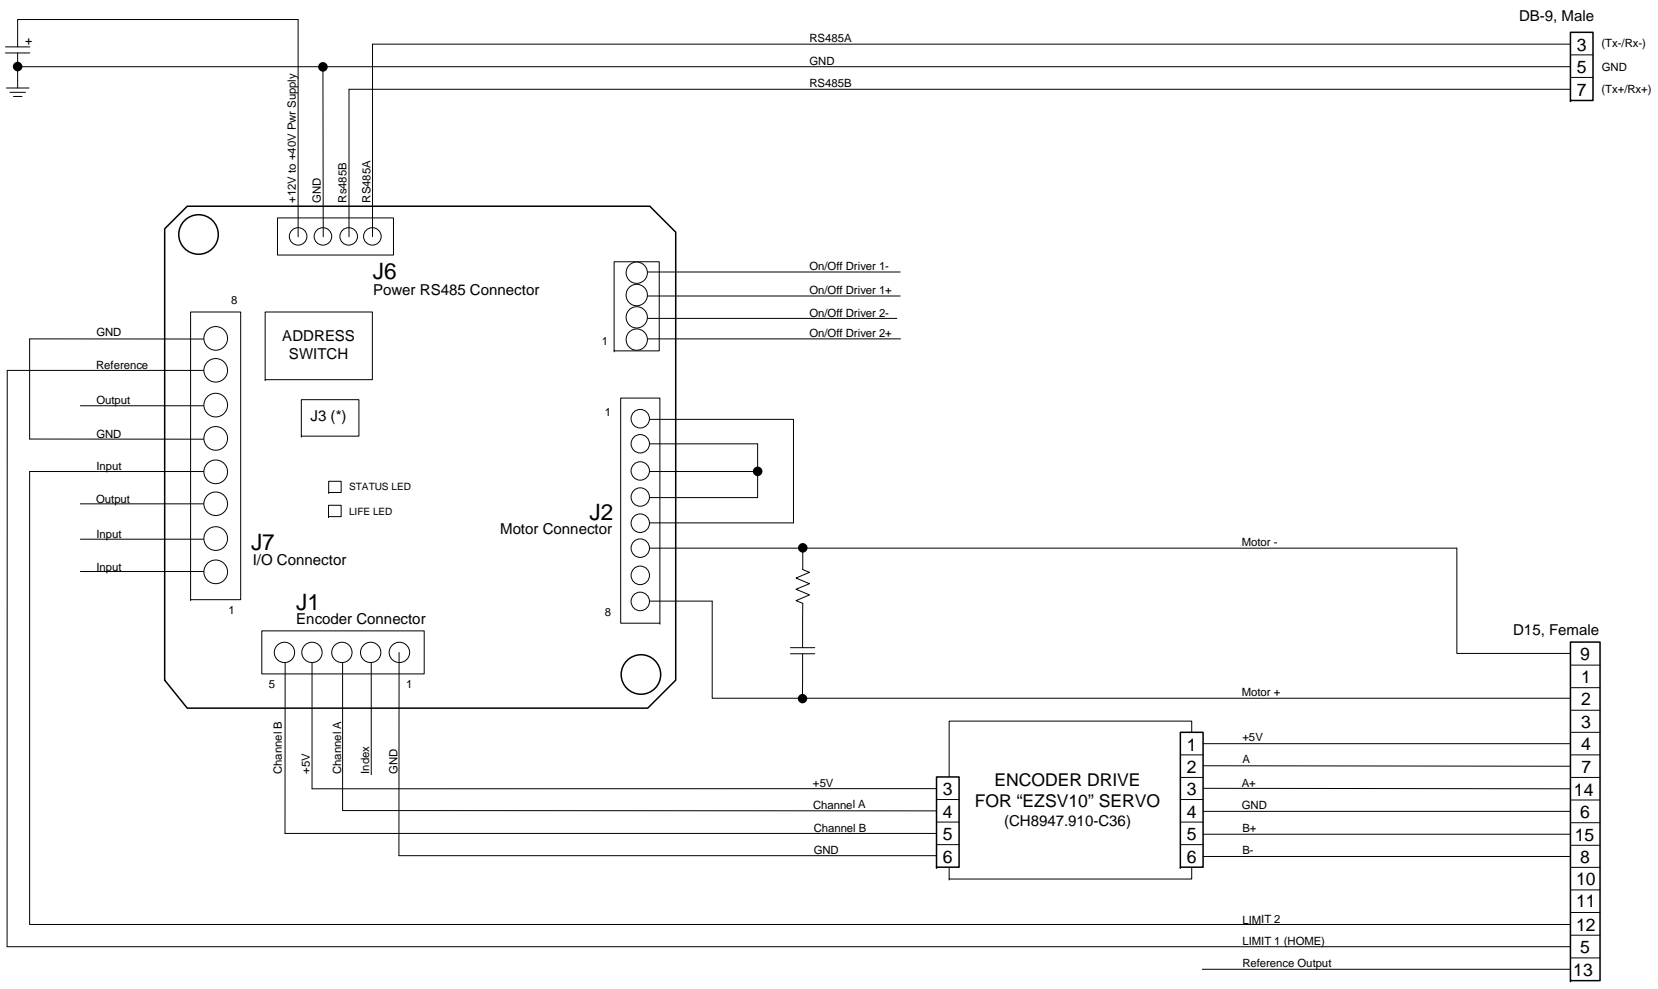 DB-9, Male
+
RS485A
3 (Tx-/Rx-)
GND
5 GND
RS485B
7 (Tx+/Rx+)
+12V to +40V Pwr Supply
GND
Rs485B
RS485A
J6
Power RS485 Connector
On/Off Driver 1-
On/Off Driver 1+
On/Off Driver 2-
On/Off Driver 2+
1
8
GND
Reference
Output
GND
Input
Output
Input
Input
ADDRESS
SWITCH
J3 (*)
STATUS LED
LIFE LED
J7
I/O Connector
1
1
J2
Motor Connector
8
Motor -
Motor +
J1
Encoder Connector
5
1
Channel B
+5V
Channel A
Index
GND
+5V
Channel A
Channel B
GND
3
4
5
6
ENCODER DRIVE
FOR “EZSV10” SERVO
(CH8947.910-C36)
1
2
3
4
5
6
+5V
A
A+
GND
B+
B-
LIMIT 2
LIMIT 1 (HOME)
Reference Output
D15, Female
9
1
2
3
4
7
14
6
15
8
10
11
12
5
13